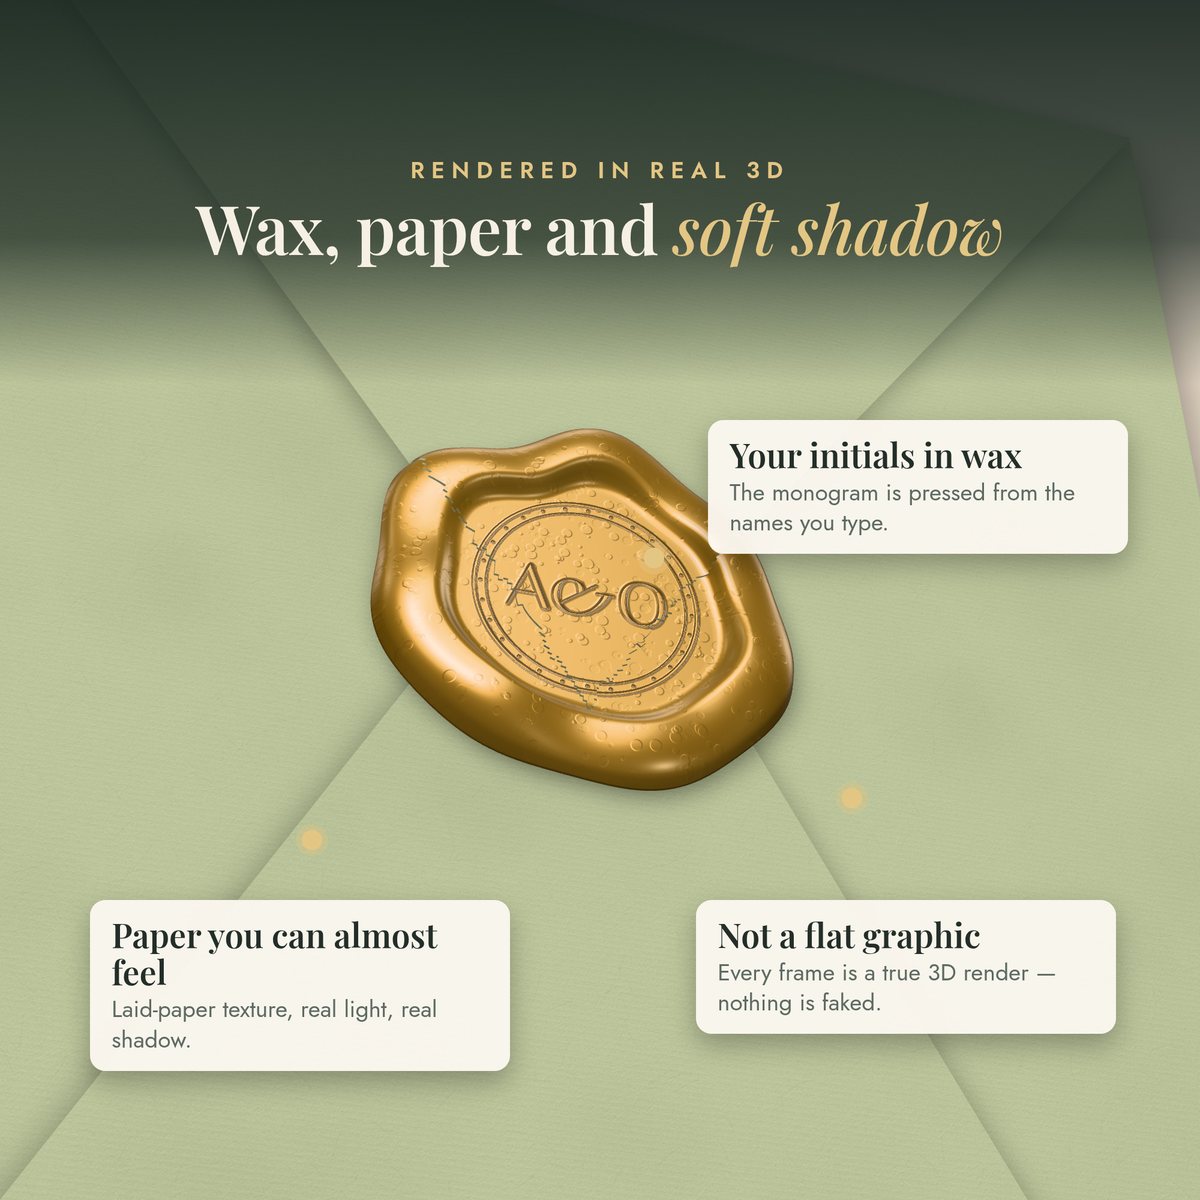 RENDERED IN REAL 3D
Wax, paper and soft shadow
Your initials in wax
The monogram is pressed from the
names you type.
A&O
Paper you can almost
feel
Laid-paper texture, real light, real
shadow.
Not a flat graphic
Every frame is a true 3D render —
nothing is faked.